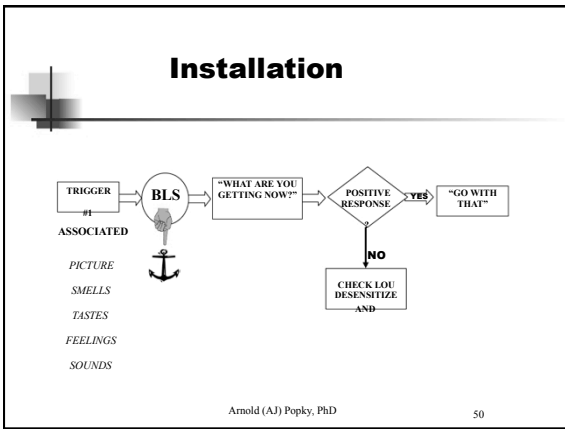 Installation
TRIGGER
#1
ASSOCIATED
PICTURE
SMELLS
TASTES
FEELINGS
SOUNDS
BLS
“WHAT ARE YOU
GETTING NOW?”
POSITIVE
RESPONSE
?
YES
“GO WITH
THAT”
NO
CHECK LOU
DESENSITIZE
AND
Arnold (AJ) Popky, PhD
50